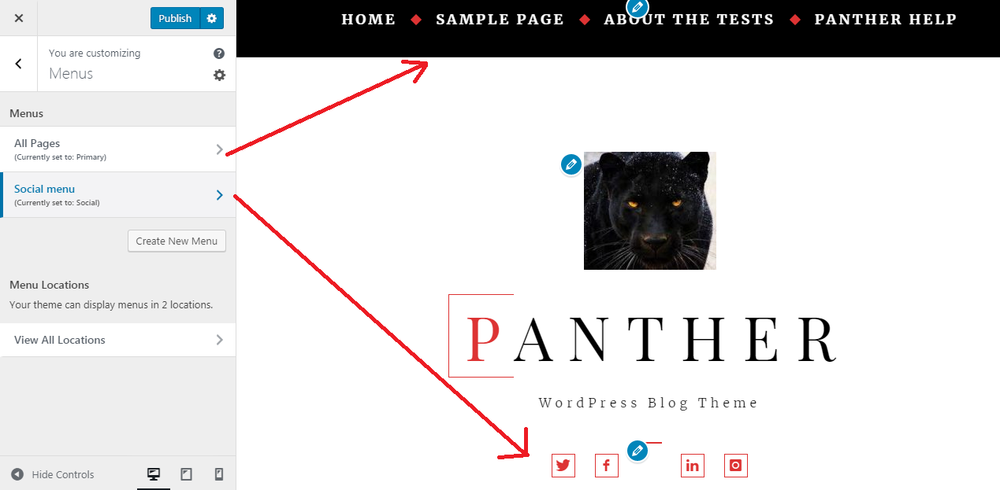 Publish
You are customizing
Menus
Menus
All Pages
(Currently set to: Primary)
Social menu
(Currently set to: Social)
Create New Menu
Menu Locations
Your theme can display menus in 2 locations.
View All Locations
Hide Controls
HOME ◆ SAMPLE PAGE ◆ ABOUT THE TESTS ◆ PANTHER HELP
PANTHER
WordPress Blog Theme